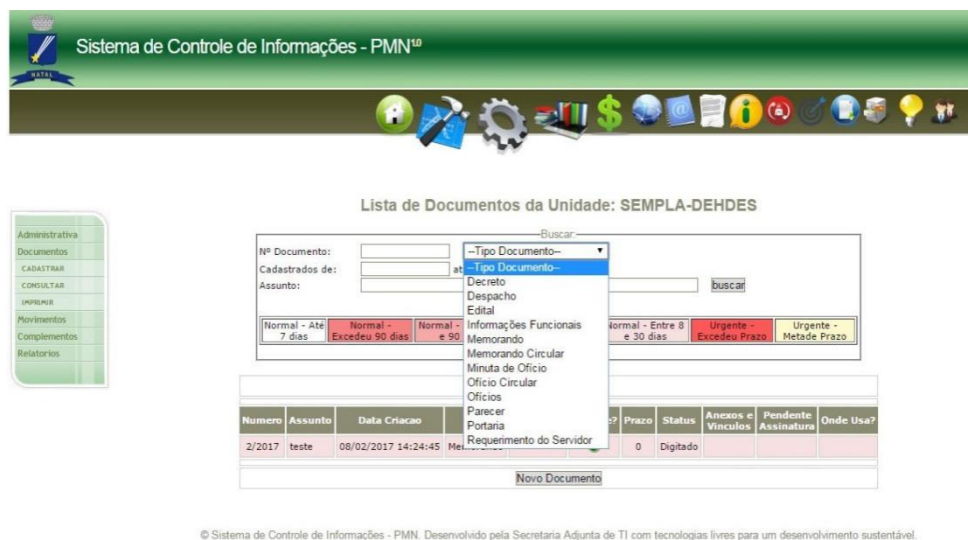 Sistema de Controle de Informações - PMN 1.0
NATAL
Lista de Documentos da Unidade: SEMPLA-DEHDES
Administrativa
Documentos
CADASTRAR
CONSULTAR
IMPRIMIR
Movimentos
Complementos
Relatorios
Buscar:
Nº Documento:
--Tipo Documento--
Cadastrados de:
Assunto:
buscar
--Tipo Documento--
Decreto
Despacho
Edital
Informações Funcionais
Memorando
Memorando Circular
Minuta de Ofício
Ofício Circular
Ofícios
Parecer
Portaria
Requerimento do Servidor
Normal - Até 7 dias
Normal - Excedeu 90 dias
Normal - e 90
Normal - Entre 8 e 30 dias
Urgente - Excedeu Prazo
Urgente - Metade Prazo
Numero Assunto Data Criacao Prazo Status Anexos e Vinculos Pendente Assinatura Onde Usa?
2/2017 teste 08/02/2017 14:24:45 0 Digitado
Novo Documento
© Sistema de Controle de Informações - PMN. Desenvolvido pela Secretaria Adjunta de TI com tecnologias livres para um desenvolvimento sustentável.